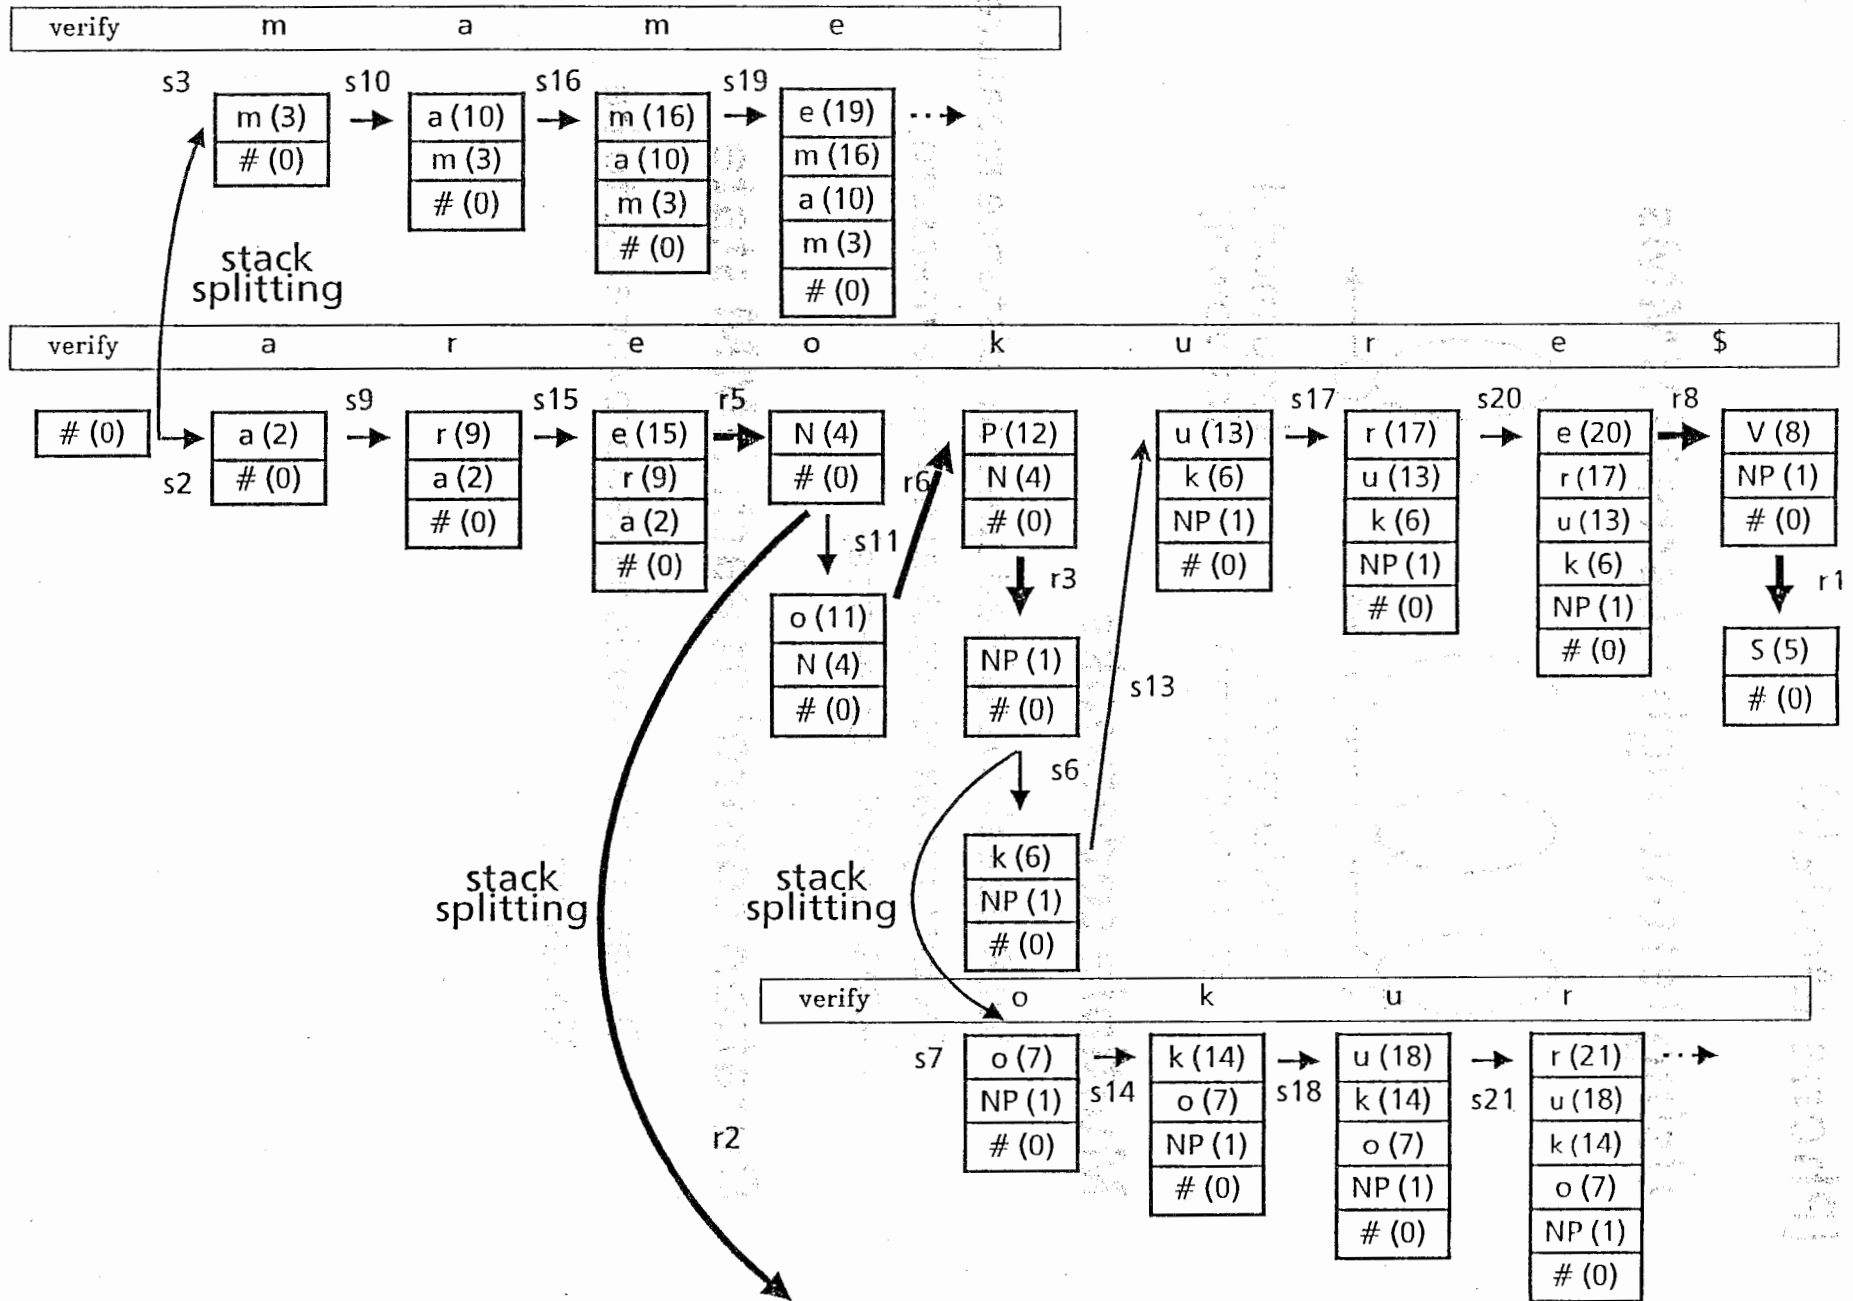 verify m a m e
s3 s10 s16 s19
m (3) a (10) m (16) e (19)
# (0) m (3) a (10) m (16)
# (0) m (3) a (10)
# (0) m (3)
# (0)
stack
splitting
verify a r e o k u r e $
s9 s15 r5 s17 s20 r8
# (0) a (2) r (9) e (15) N (4) P (12) u (13) r (17) e (20) V (8)
s2 # (0) a (2) r (9) # (0) r6 N (4) k (6) u (13) r (17) NP (1)
# (0) a (2) # (0) NP (1) k (6) u (13) # (0)
# (0) s11 r3 # (0) NP (1) k (6) r1
o (11) # (0) NP (1)
N (4) NP (1) # (0) S (5)
# (0) # (0) s13 # (0)
s6
k (6)
stack stack
splitting splitting NP (1)
# (0)
verify o k u r
s7 o (7) k (14) u (18) r (21)
NP (1) s14 o (7) s18 k (14) s21 u (18)
# (0) NP (1) o (7) k (14)
r2 # (0) NP (1) o (7)
# (0) NP (1)
# (0)